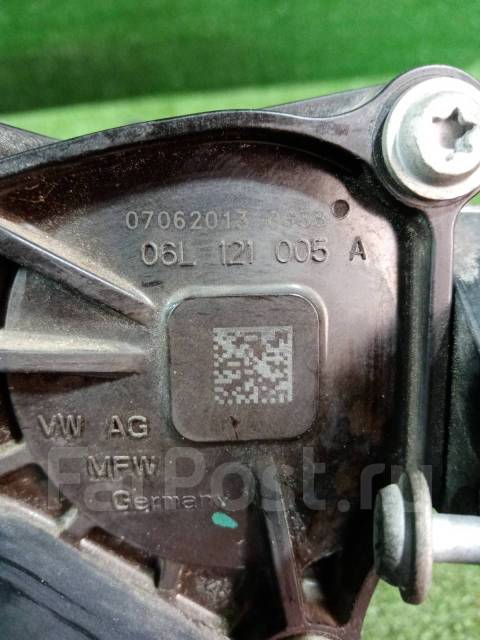 07062013
06L 121 005 A
VW AG
MFW
Germany
FarPost.ru